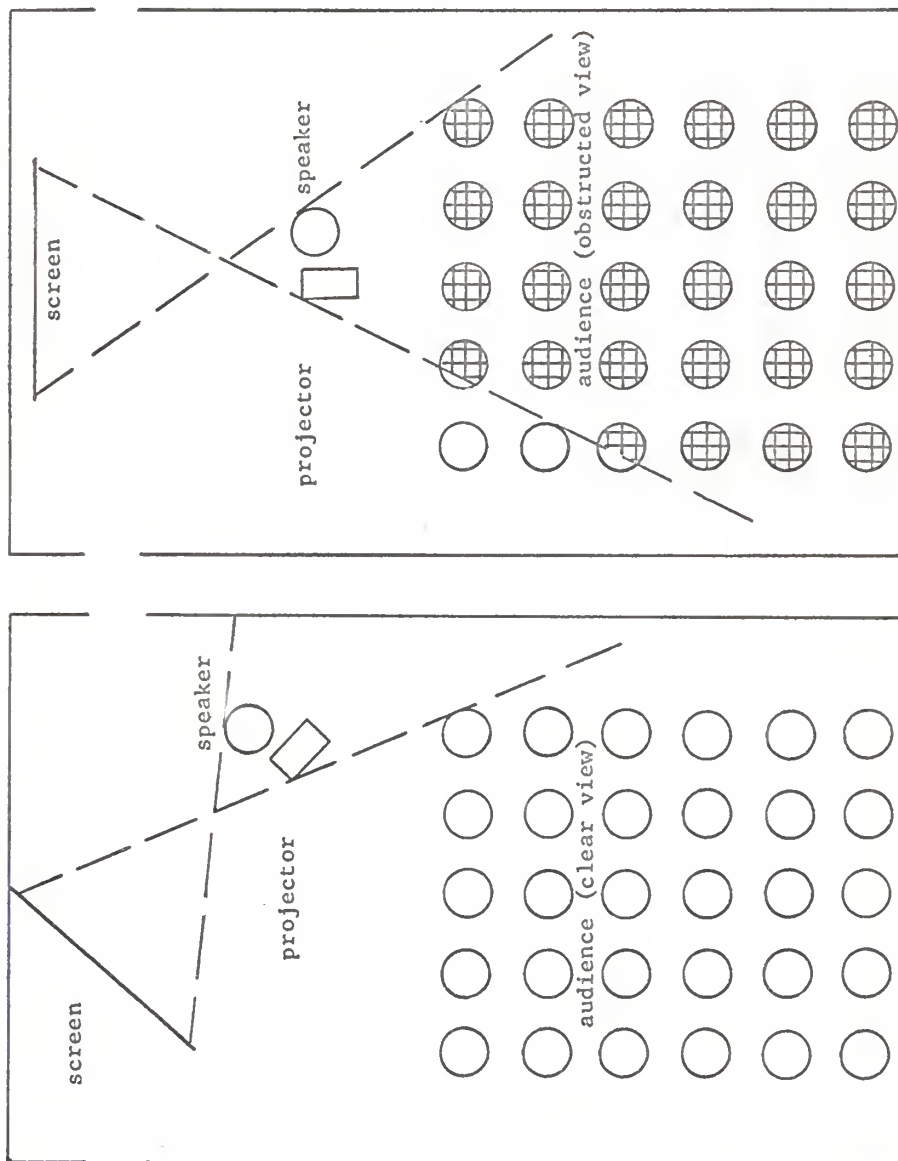 screen
speaker
projector
audience (clear view)
screen
speaker
projector
audience (obstructed view)